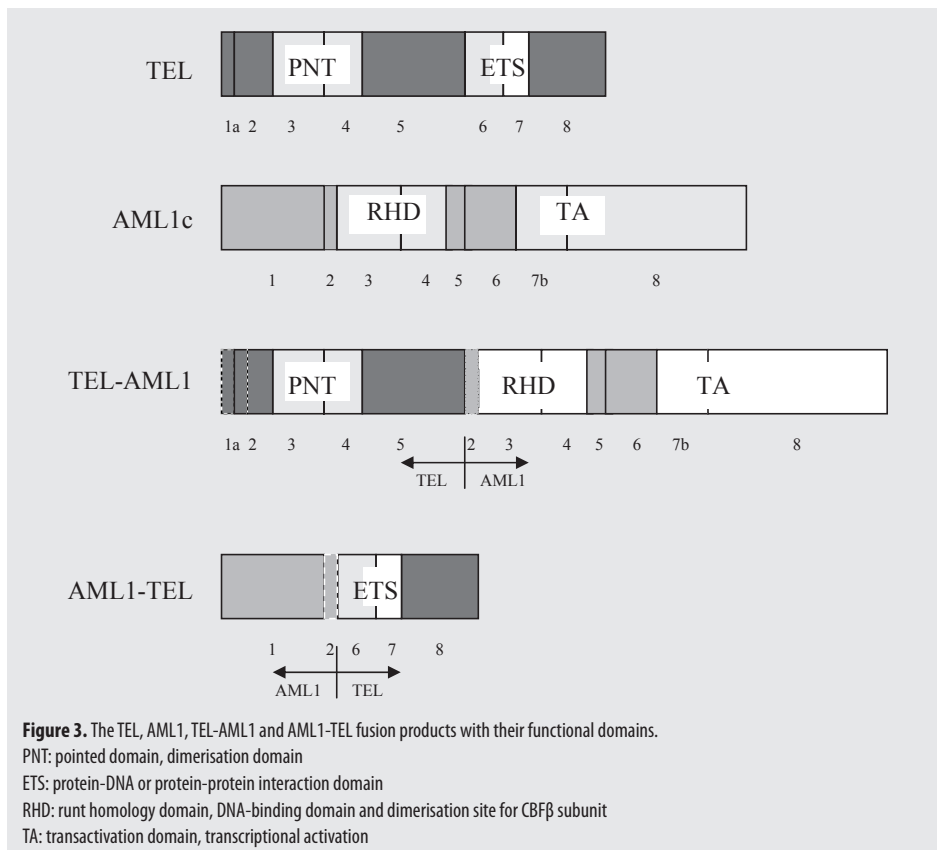 TEL
PNT
ETS
1a 2 3 4 5 6 7 8
AML1c
RHD
TA
1 2 3 4 5 6 7b 8
TEL-AML1
PNT
RHD
TA
1a 2 3 4 5 2 3 4 5 6 7b 8
TEL AML1
AML1-TEL
ETS
1 2 6 7 8
AML1 TEL
Figure 3. The TEL, AML1, TEL-AML1 and AML1-TEL fusion products with their functional domains.
PNT: pointed domain, dimerisation domain
ETS: protein-DNA or protein-protein interaction domain
RHD: runt homology domain, DNA-binding domain and dimerisation site for CBFβ subunit
TA: transactivation domain, transcriptional activation